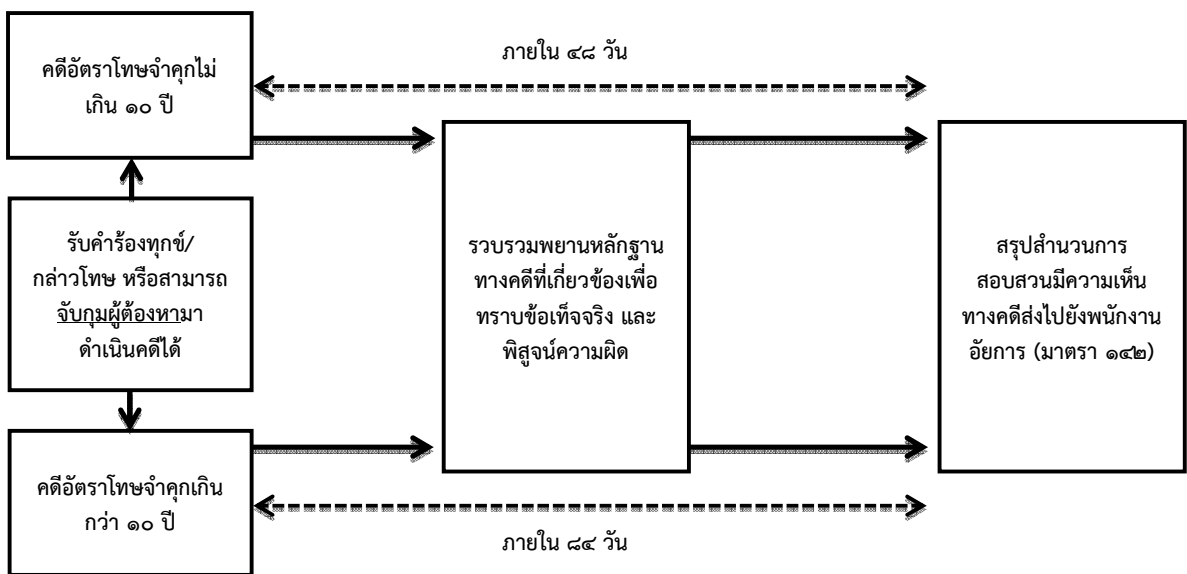 คดีอัตราโทษจำคุกไม่
เกิน ๑๐ ปี
ภายใน ๔๘ วัน
รับคำร้องทุกข์/
กล่าวโทษ หรือสามารถ
จับกุมผู้ต้องหามา
ดำเนินคดีได้
รวบรวมพยานหลักฐาน
ทางคดีที่เกี่ยวข้องเพื่อ
ทราบข้อเท็จจริง และ
พิสูจน์ความผิด
สรุปสำนวนการ
สอบสวนมีความเห็น
ทางคดีส่งไปยังพนักงาน
อัยการ (มาตรา ๑๔๒)
คดีอัตราโทษจำคุกเกิน
กว่า ๑๐ ปี
ภายใน ๘๔ วัน